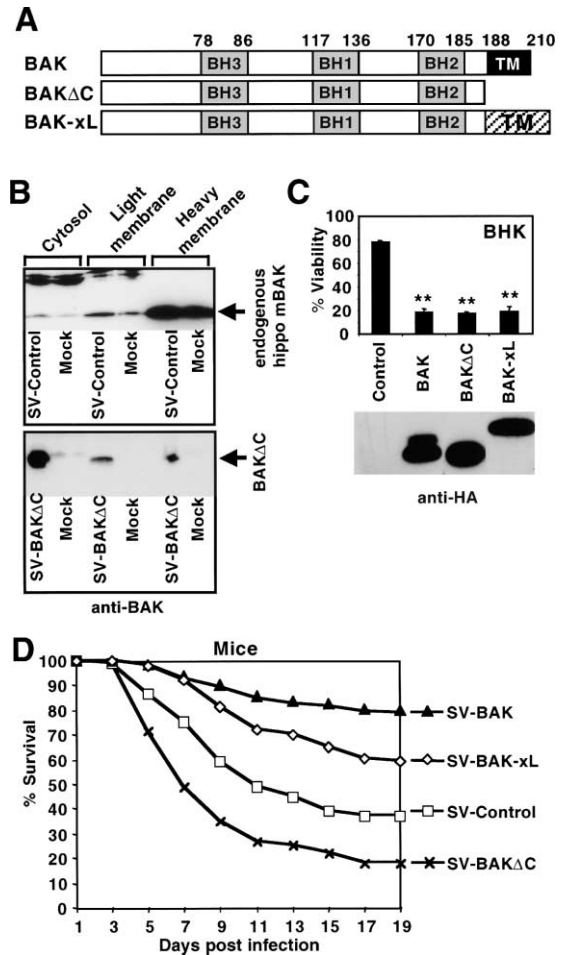 A
78 86 117 136 170 185 188 210
BAK BH3 BH1 BH2 TM
BAKΔC BH3 BH1 BH2
BAK-xL BH3 BH1 BH2 TM
B
Cytosol
Light membrane
Heavy membrane
endogenous hippo mBAK
SV-Control Mock SV-Control Mock SV-Control Mock
BAKΔC
SV-BAKΔC Mock SV-BAKΔC Mock SV-BAKΔC Mock
anti-BAK
C
100
80
60
40
20
0
% Viability
BHK
** ** **
Control BAK BAKΔC BAK-xL
anti-HA
D
Mice
100
90
80
70
60
50
40
30
20
10
0
% Survival
SV-BAK
SV-BAK-xL
SV-Control
SV-BAKΔC
1 3 5 7 9 11 13 15 17 19
Days post infection